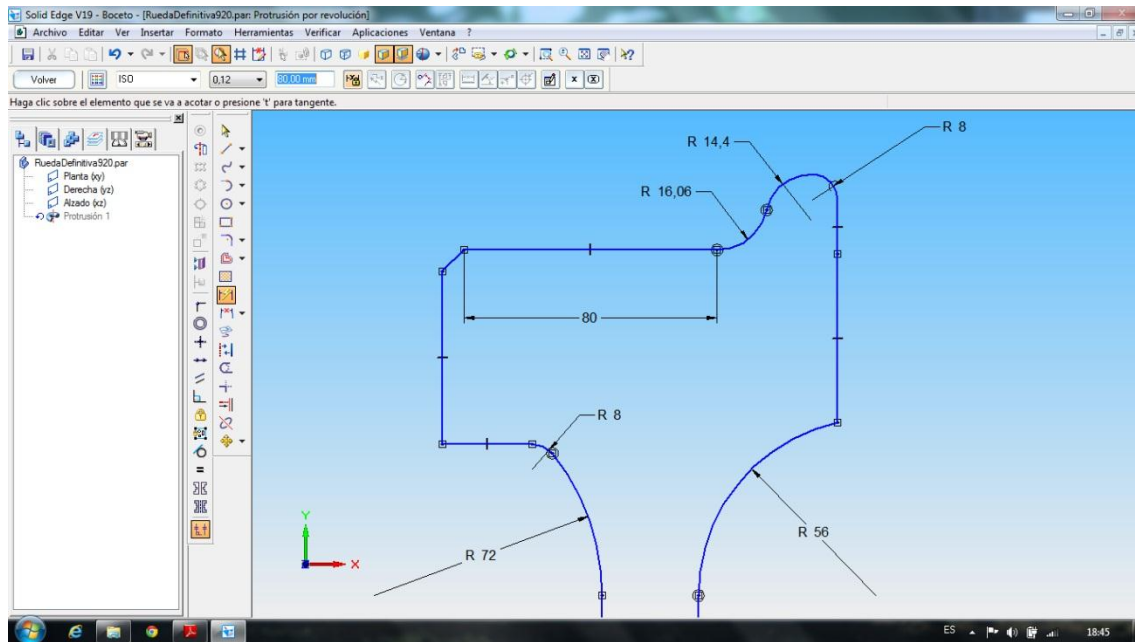 Solid Edge V19 - Boceto - [RuedaDefinitiva920.par: Protrusión por revolución]
Archivo Editar Ver Insertar Formato Herramientas Verificar Aplicaciones Ventana ?
Volver ISO 0,12 80,00 mm
Haga clic sobre el elemento que se va a acotar o presione 't' para tangente.
RuedaDefinitiva920.par
Planta (xy)
Derecha (yz)
Alzado (xz)
Protrusión 1
R 8
R 14,4
R 16,06
80
R 8
R 56
R 72
Y
X
ES 18:45